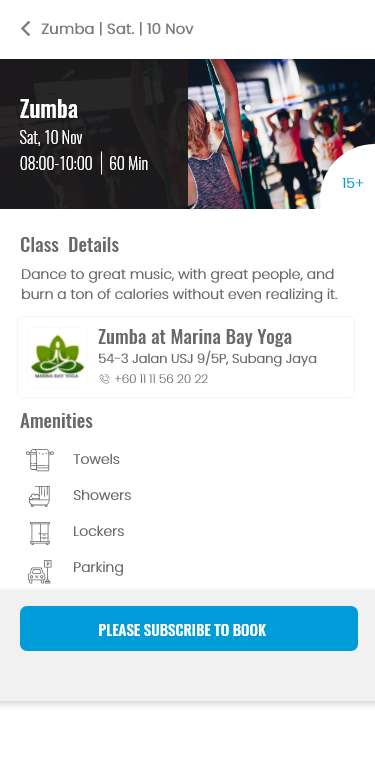 Zumba | Sat. | 10 Nov
Zumba
Sat, 10 Nov
08:00-10:00 | 60 Min
15+
Class Details
Dance to great music, with great people, and
burn a ton of calories without even realizing it.
Zumba at Marina Bay Yoga
MARINA BAY YOGA
54-3 Jalan USJ 9/5P, Subang Jaya
+60 11 11 56 20 22
Amenities
Towels
Showers
Lockers
P
Parking
PLEASE SUBSCRIBE TO BOOK